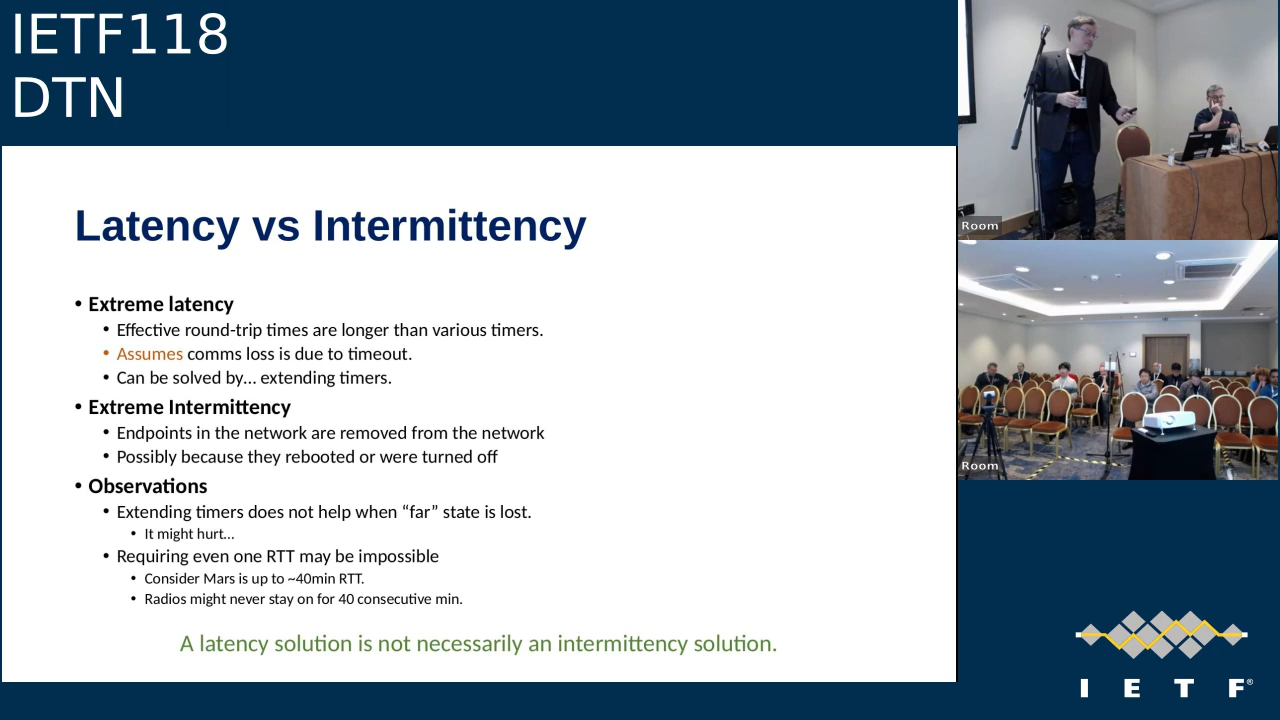 IETF118
DTN
Latency vs Intermittency
• Extreme latency
• Effective round-trip times are longer than various timers.
• Assumes comms loss is due to timeout.
• Can be solved by... extending timers.
• Extreme Intermittency
• Endpoints in the network are removed from the network
• Possibly because they rebooted or were turned off
• Observations
• Extending timers does not help when “far” state is lost.
• It might hurt...
• Requiring even one RTT may be impossible
• Consider Mars is up to ~40min RTT.
• Radios might never stay on for 40 consecutive min.
A latency solution is not necessarily an intermittency solution.
Room
Room
I E T F®